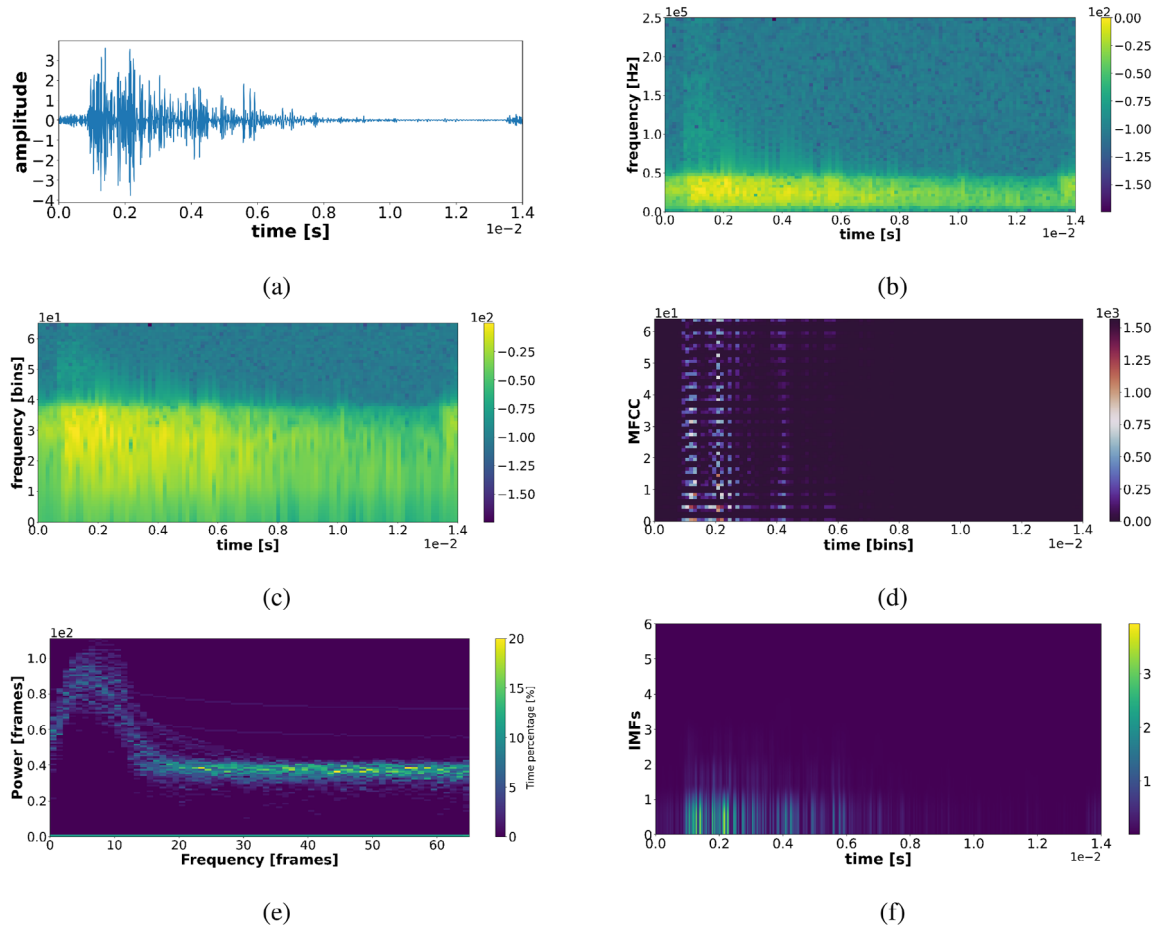 3
2
1
0
−1
−2
−3
−4
amplitude
0.0 0.2 0.4 0.6 0.8 1.0 1.2 1.4
time [s]
1e−2
(a)
1e5
2.5
2.0
1.5
1.0
0.5
0.0
frequency [Hz]
0.0 0.2 0.4 0.6 0.8 1.0 1.2 1.4
time [s]
1e−2
1e2
0.00
−0.25
−0.50
−0.75
−1.00
−1.25
−1.50
(b)
1e1
6
5
4
3
2
1
0
frequency [bins]
0.0 0.2 0.4 0.6 0.8 1.0 1.2 1.4
time [s]
1e−2
1e2
−0.25
−0.50
−0.75
−1.00
−1.25
−1.50
(c)
1e1
6
5
4
3
2
1
0
MFCC
0.0 0.2 0.4 0.6 0.8 1.0 1.2 1.4
time [bins]
1e−2
1e3
1.50
1.25
1.00
0.75
0.50
0.25
0.00
(d)
1e2
1.0
0.8
0.6
0.4
0.2
0.0
Power [frames]
0 10 20 30 40 50 60
Frequency [frames]
20
15
10
5
0
Time percentage [%]
(e)
6
5
4
3
2
1
0
IMFs
0.0 0.2 0.4 0.6 0.8 1.0 1.2 1.4
time [s]
1e−2
3
2
1
(f)